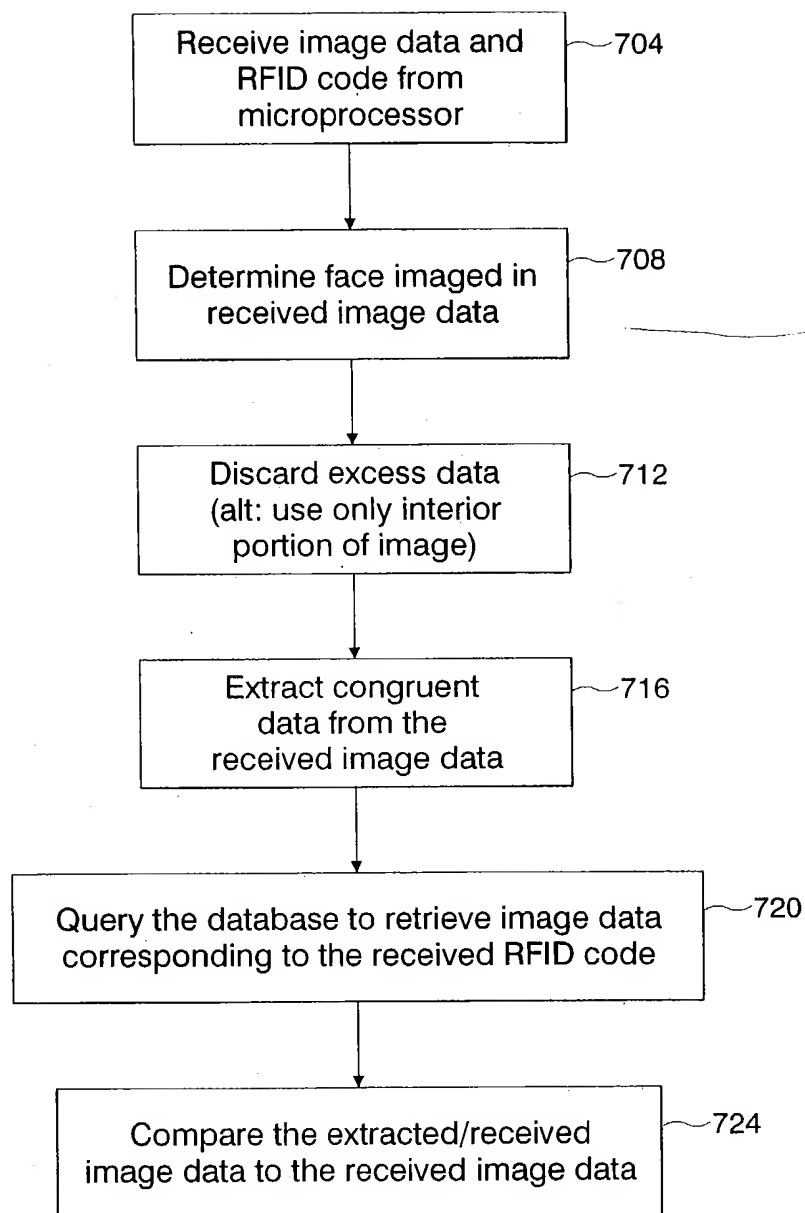 Receive image data and
RFID code from
microprocessor
704
Determine face imaged in
received image data
708
Discard excess data
(alt: use only interior
portion of image)
712
Extract congruent
data from the
received image data
716
Query the database to retrieve image data
corresponding to the received RFID code
720
Compare the extracted/received
image data to the received image data
724